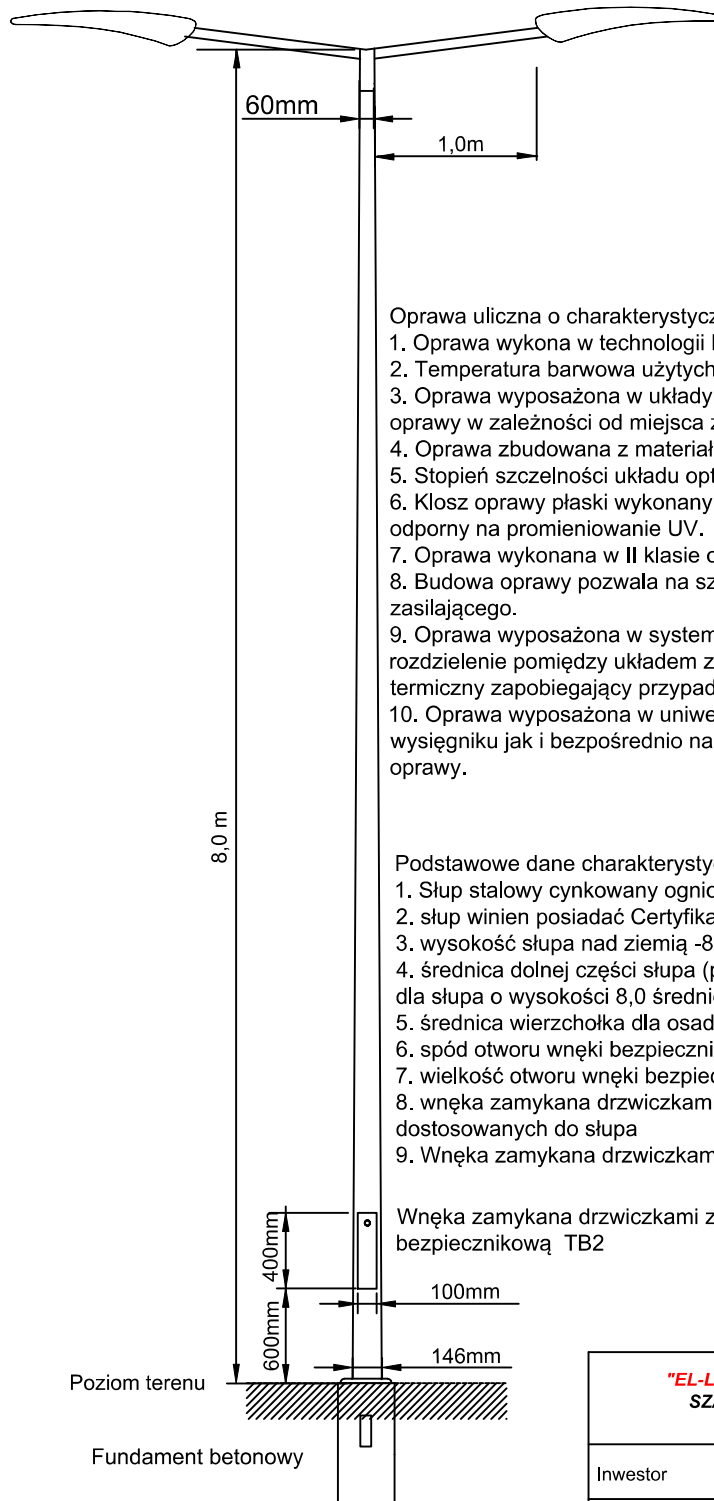 60mm
1,0m
Oprawa uliczna o charakterystycz
1. Oprawa wykona w technologii
2. Temperatura barwowa użytych
3. Oprawa wyposażona w układy
oprawy w zależności od miejsca z
4. Oprawa zbudowana z materiał
5. Stopień szczelności układu opt
6. Klosz oprawy płaski wykonany
odporny na promieniowanie UV.
7. Oprawa wykonana w II klasie o
8. Budowa oprawy pozwala na sz
zasilającego.
9. Oprawa wyposażona w system
rozdzielenie pomiędzy układem z
termiczny zapobiegający przypad
10. Oprawa wyposażona w uniwe
wysięgniku jak i bezpośrednio na
oprawy.
8,0 m
Podstawowe dane charakterysty
1. Słup stalowy cynkowany ognio
2. słup winien posiadać Certyfika
3. wysokość słupa nad ziemią -8
4. średnica dolnej części słupa (p
dla słupa o wysokości 8,0 średni
5. średnica wierzchołka dla osad
6. spód otworu wnęki bezpieczni
7. wielkość otworu wnęki bezpiec
8. wnęka zamykana drzwiczkam
dostosowanych do słupa
9. Wnęka zamykana drzwiczkam
Wnęka zamykana drzwiczkami z
bezpiecznikową TB2
400mm
100mm
600mm
146mm
Poziom terenu
Fundament betonowy
"EL-L
SZ
Inwestor